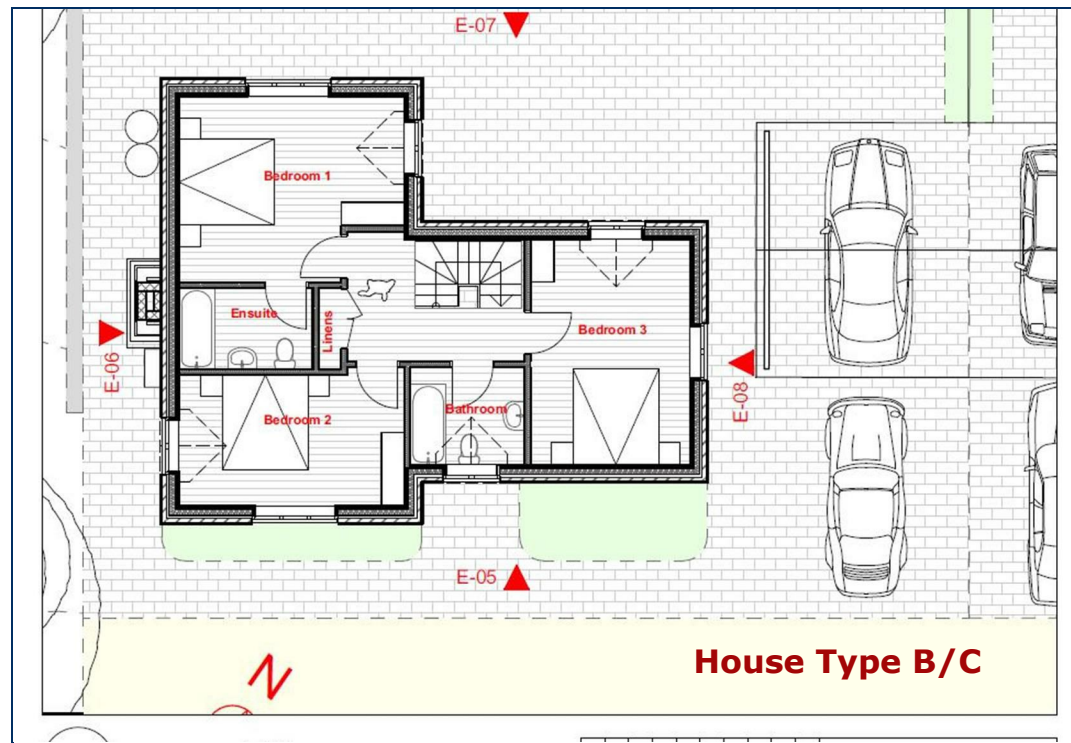 E-07
Bedroom 1
Ensuite
Linens
Bedroom 3
E-06
E-08
Bedroom 2
Bathroom
E-05
House Type B/C
N